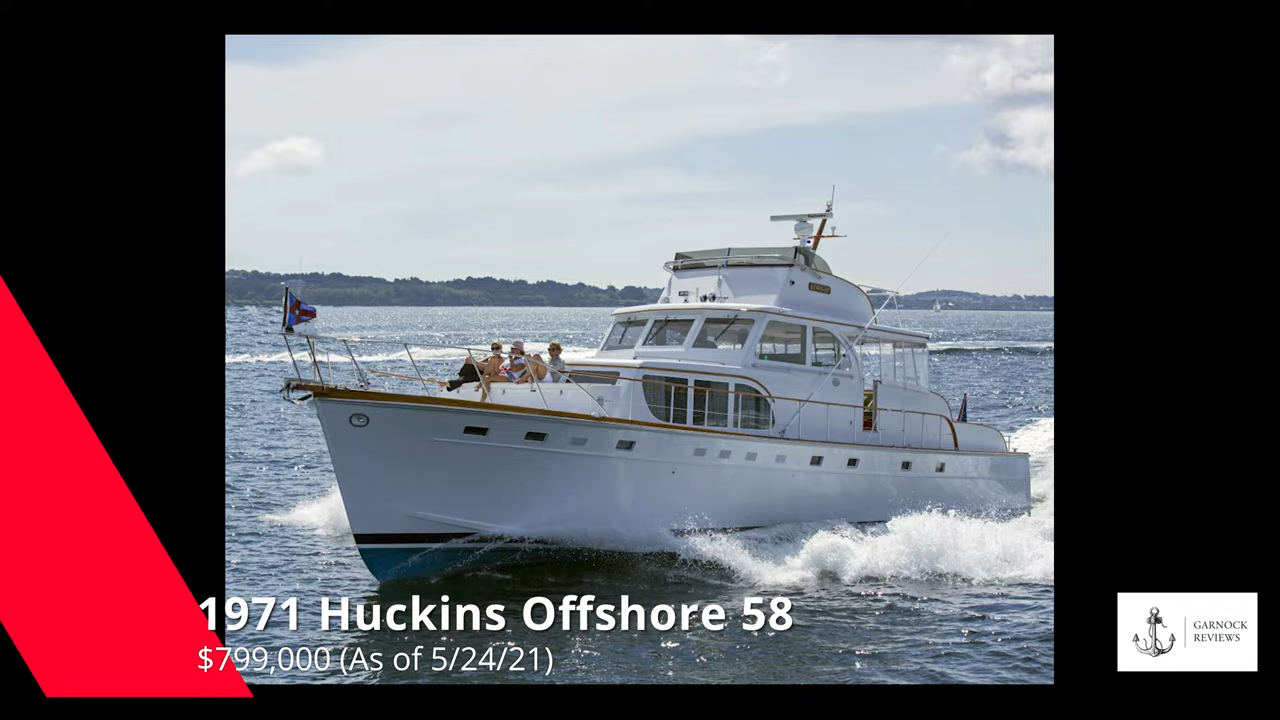 1971 Huckins Offshore 58
$799,000 (As of 5/24/21)
GARNOCK
REVIEWS